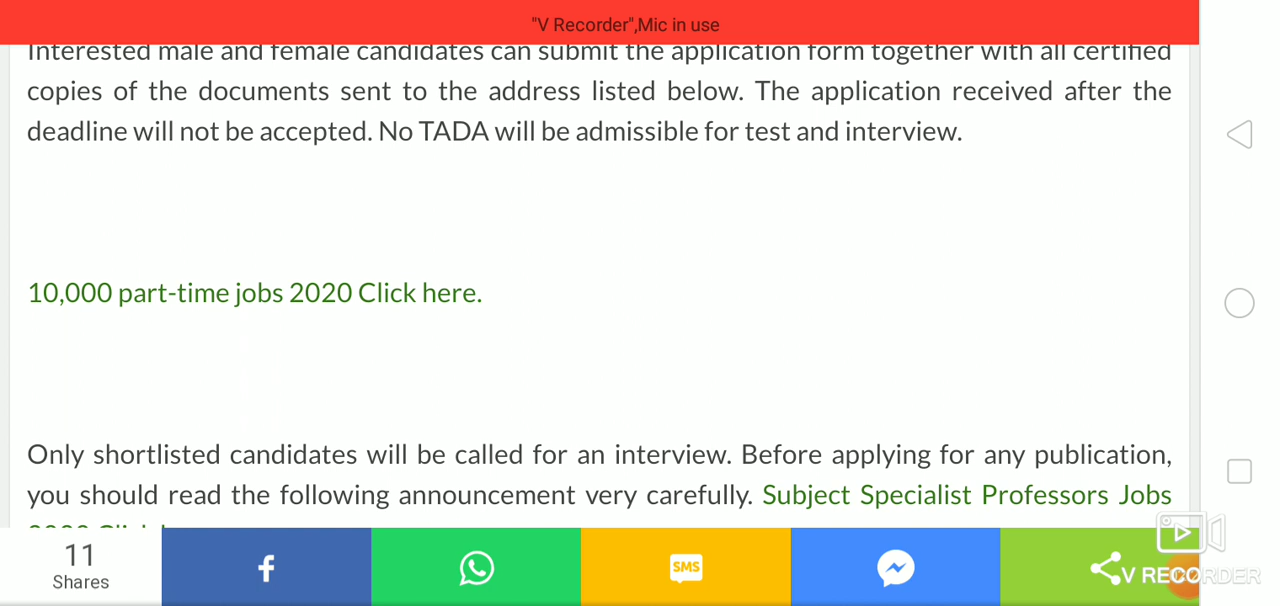 "V Recorder",Mic in use
Interested male and female candidates can submit the application form together with all certified
copies of the documents sent to the address listed below. The application received after the
deadline will not be accepted. No TADA will be admissible for test and interview.
10,000 part-time jobs 2020 Click here.
Only shortlisted candidates will be called for an interview. Before applying for any publication,
you should read the following announcement very carefully. Subject Specialist Professors Jobs
11
Shares
SMS
V RECORDER